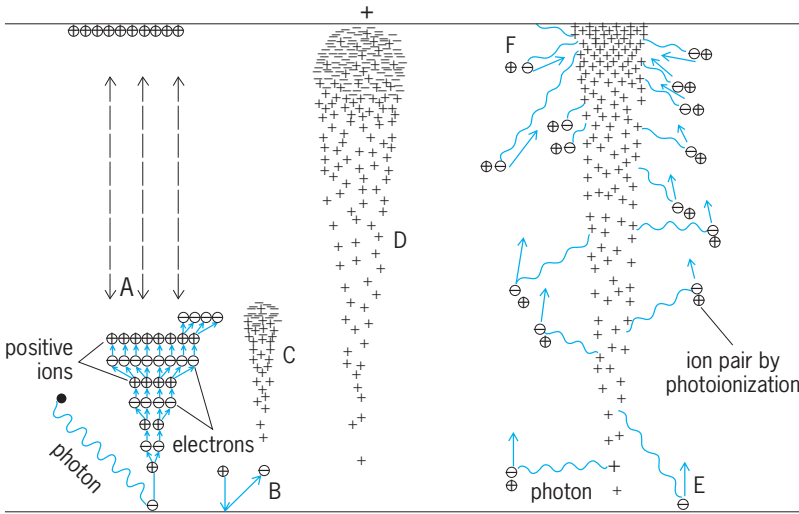 +
F
A
D
positive
ions
C
electrons
photon
B
ion pair by
photoionization
photon
E